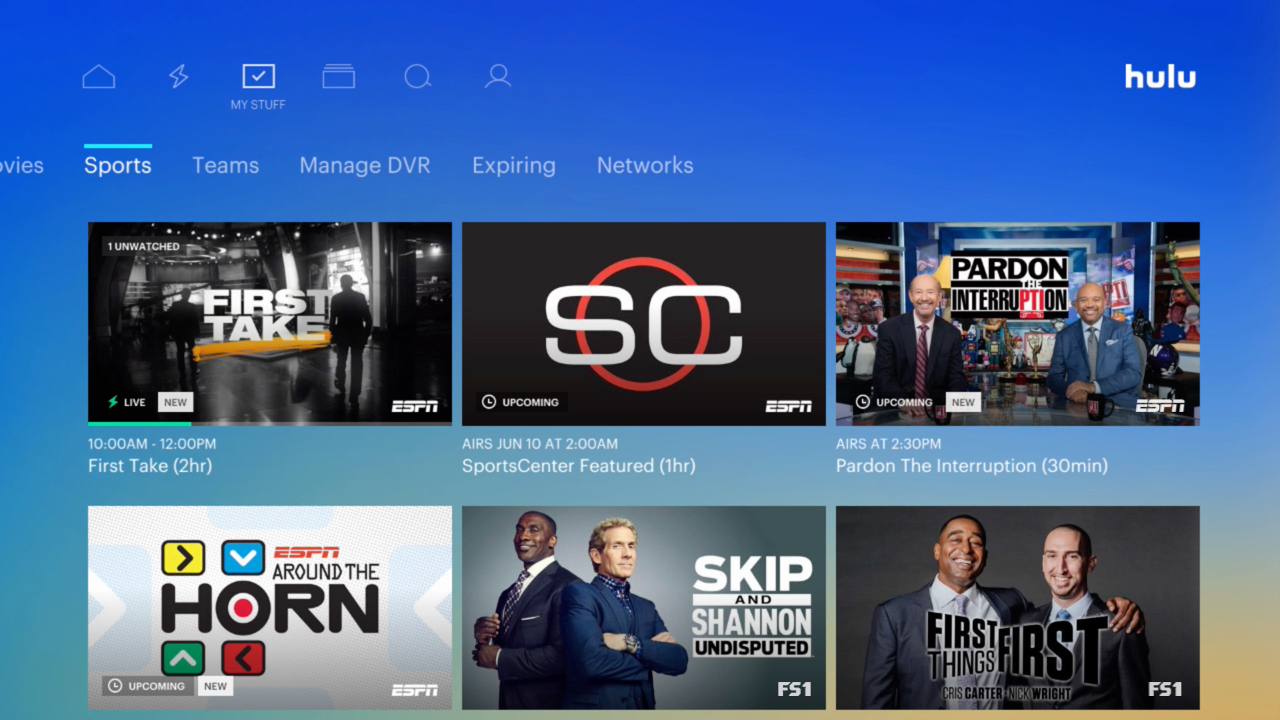 MY STUFF
hulu
ovies
Sports
Teams
Manage DVR
Expiring
Networks
1 UNWATCHED
FIRST
TAKE
LIVE
NEW
ESPN
SC
UPCOMING
ESPN
PARDON
THE
INTERRUPTION
UPCOMING
NEW
ESPN
10:00AM - 12:00PM
First Take (2hr)
AIRS JUN 10 AT 2:00AM
SportsCenter Featured (1hr)
AIRS AT 2:30PM
Pardon The Interruption (30min)
ESPN
AROUND THE
HORN
UPCOMING
NEW
ESPN
SKIP
AND
SHANNON
UNDISPUTED
FS1
FIRST
THINGS
FIRST
CRIS CARTER • NICK WRIGHT
FS1